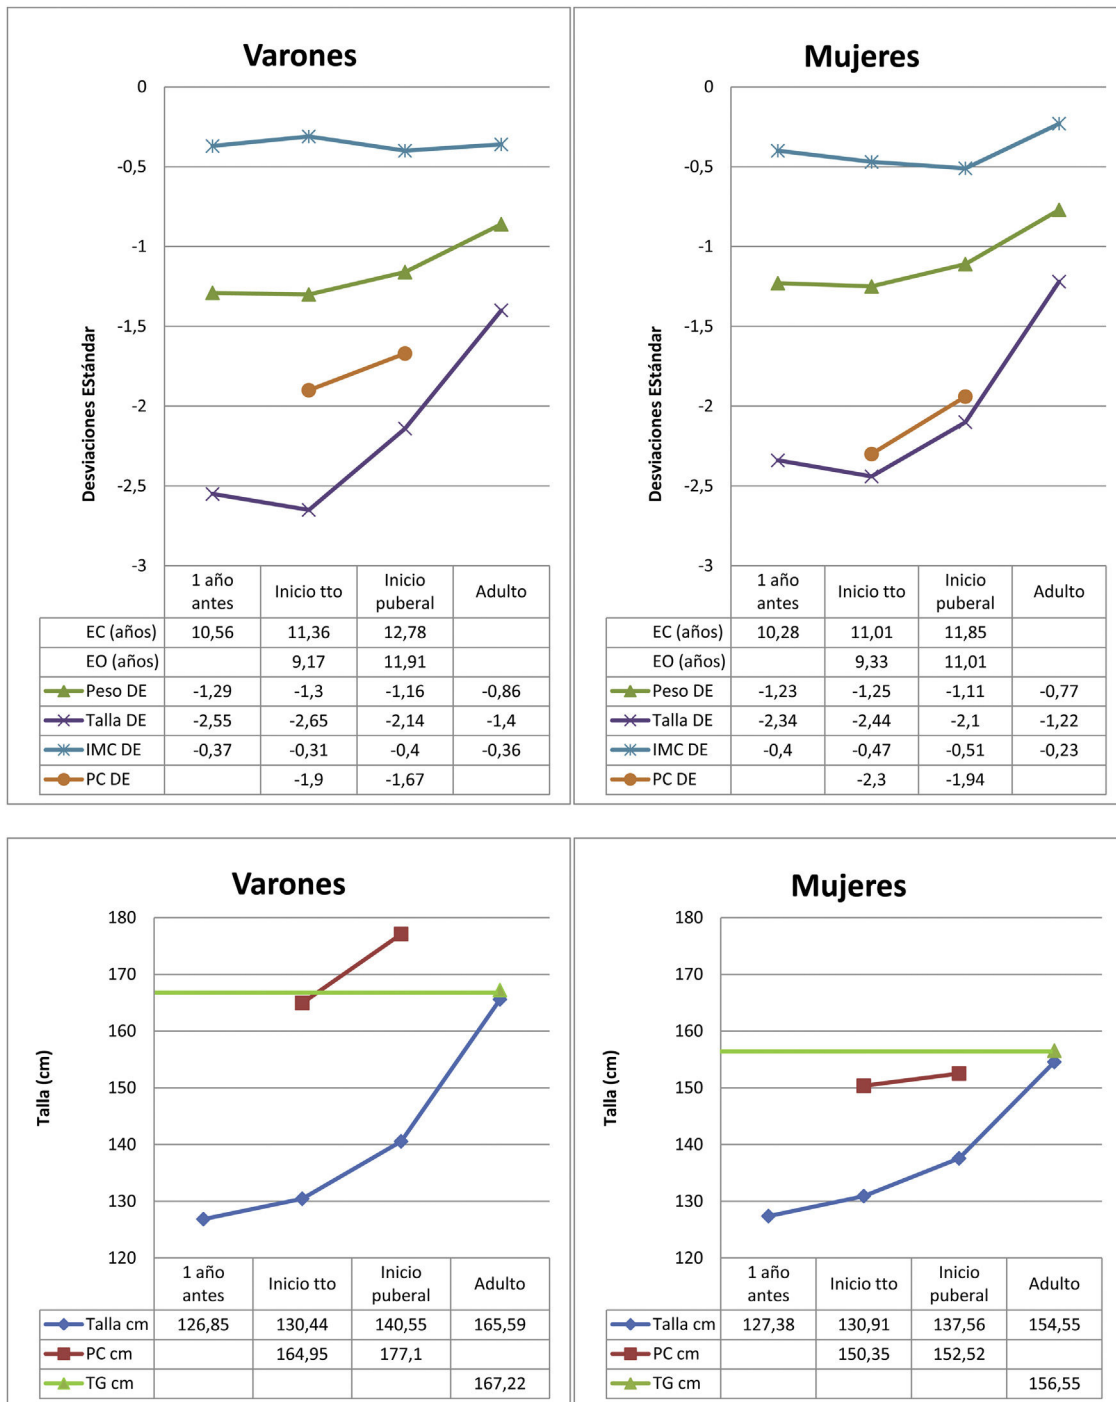 Varones
0
-0,5
-1
-1,5
-2
-2,5
-3
Desviaciones EStándar
1 año antes Inicio tto Inicio puberal Adulto
EC (años) 10,56 11,36 12,78
EO (años) 9,17 11,91
Peso DE -1,29 -1,3 -1,16 -0,86
Talla DE -2,55 -2,65 -2,14 -1,4
IMC DE -0,37 -0,31 -0,4 -0,36
PC DE -1,9 -1,67
Mujeres
0
-0,5
-1
-1,5
-2
-2,5
-3
Desviaciones EStándar
1 año antes Inicio tto Inicio puberal Adulto
EC (años) 10,28 11,01 11,85
EO (años) 9,33 11,01
Peso DE -1,23 -1,25 -1,11 -0,77
Talla DE -2,34 -2,44 -2,1 -1,22
IMC DE -0,4 -0,47 -0,51 -0,23
PC DE -2,3 -1,94
Varones
180
170
160
150
140
130
120
Talla (cm)
1 año antes Inicio tto Inicio puberal Adulto
Talla cm 126,85 130,44 140,55 165,59
PC cm 164,95 177,1
TG cm 167,22
Mujeres
180
170
160
150
140
130
120
Talla (cm)
1 año antes Inicio tto Inicio puberal Adulto
Talla cm 127,38 130,91 137,56 154,55
PC cm 150,35 152,52
TG cm 156,55